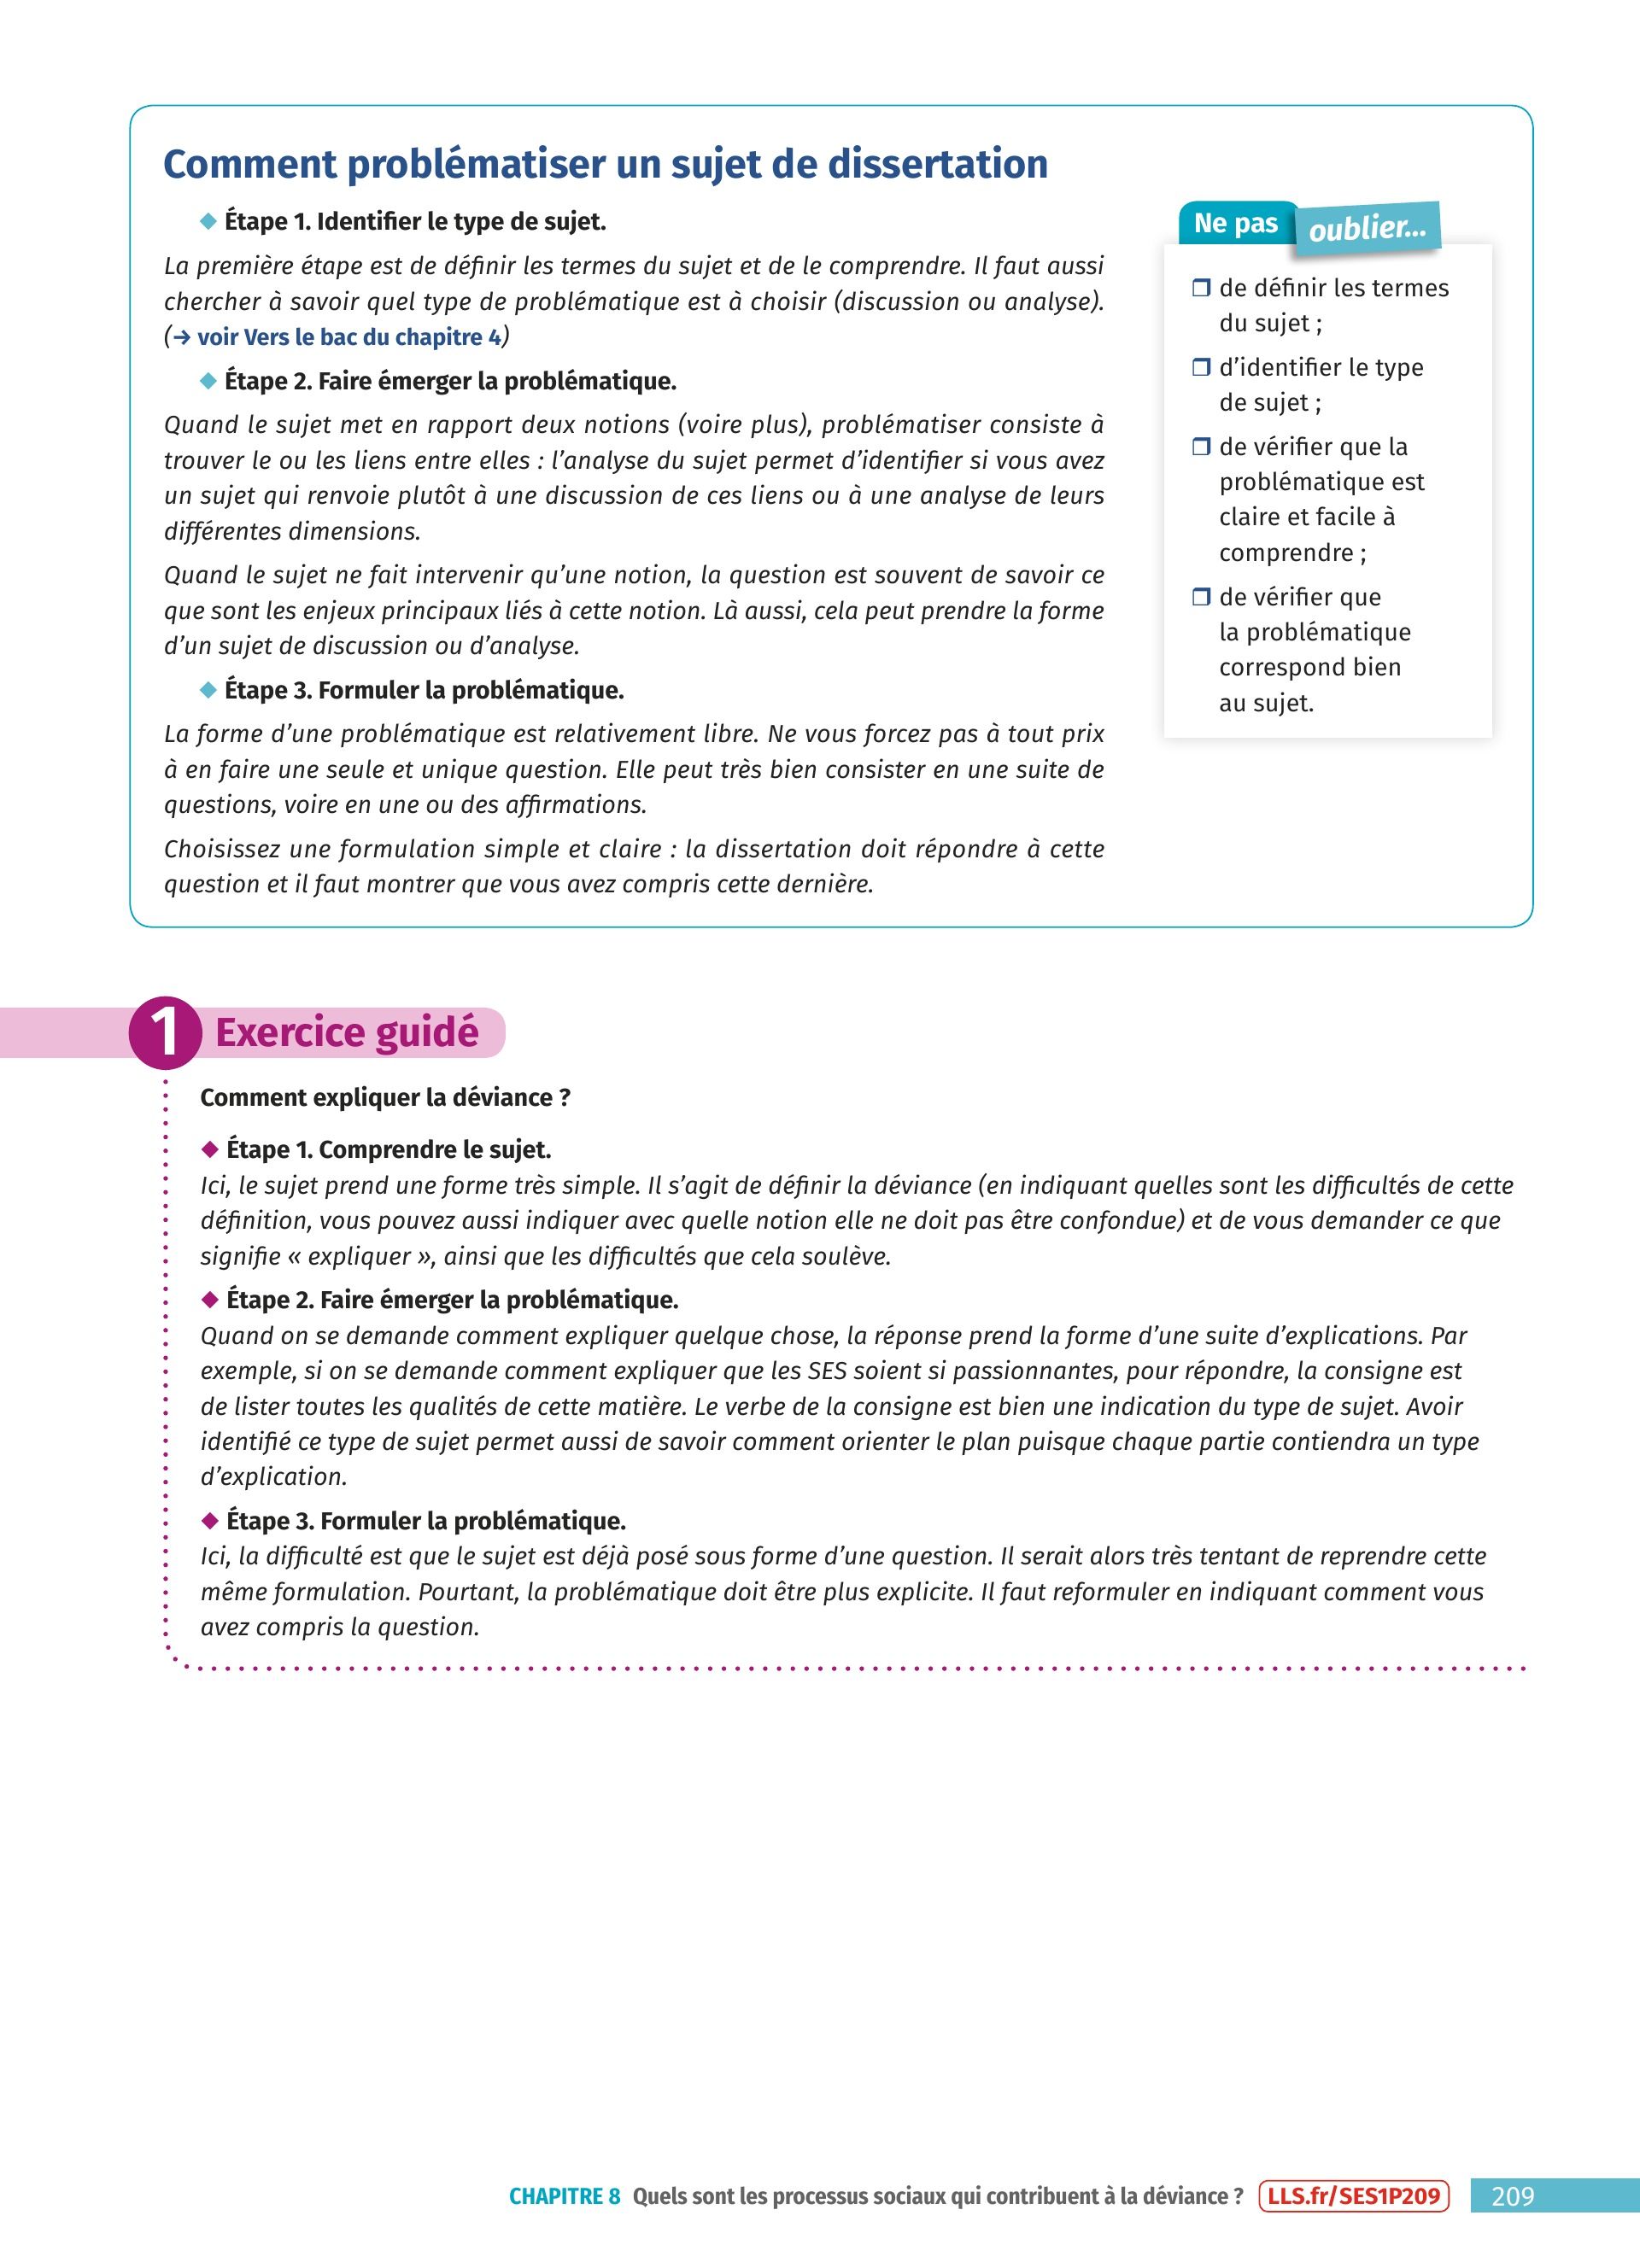 Comment problématiser un sujet de dissertation
◆ Étape 1. Identifier le type de sujet.
La première étape est de définir les termes du sujet et de le comprendre. Il faut aussi
chercher à savoir quel type de problématique est à choisir (discussion ou analyse).
(→ voir Vers le bac du chapitre 4)
◆ Étape 2. Faire émerger la problématique.
Quand le sujet met en rapport deux notions (voire plus), problématiser consiste à
trouver le ou les liens entre elles : l’analyse du sujet permet d’identifier si vous avez
un sujet qui renvoie plutôt à une discussion de ces liens ou à une analyse de leurs
différentes dimensions.
Quand le sujet ne fait intervenir qu’une notion, la question est souvent de savoir ce
que sont les enjeux principaux liés à cette notion. Là aussi, cela peut prendre la forme
d’un sujet de discussion ou d’analyse.
◆ Étape 3. Formuler la problématique.
La forme d’une problématique est relativement libre. Ne vous forcez pas à tout prix
à en faire une seule et unique question. Elle peut très bien consister en une suite de
questions, voire en une ou des affirmations.
Choisissez une formulation simple et claire : la dissertation doit répondre à cette
question et il faut montrer que vous avez compris cette dernière.
Ne pas oublier...
❐ de définir les termes
du sujet ;
❐ d’identifier le type
de sujet ;
❐ de vérifier que la
problématique est
claire et facile à
comprendre ;
❐ de vérifier que
la problématique
correspond bien
au sujet.
1 Exercice guidé
Comment expliquer la déviance ?
◆ Étape 1. Comprendre le sujet.
Ici, le sujet prend une forme très simple. Il s’agit de définir la déviance (en indiquant quelles sont les difficultés de cette
définition, vous pouvez aussi indiquer avec quelle notion elle ne doit pas être confondue) et de vous demander ce que
signifie « expliquer », ainsi que les difficultés que cela soulève.
◆ Étape 2. Faire émerger la problématique.
Quand on se demande comment expliquer quelque chose, la réponse prend la forme d’une suite d’explications. Par
exemple, si on se demande comment expliquer que les SES soient si passionnantes, pour répondre, la consigne est
de lister toutes les qualités de cette matière. Le verbe de la consigne est bien une indication du type de sujet. Avoir
identifié ce type de sujet permet aussi de savoir comment orienter le plan puisque chaque partie contiendra un type
d’explication.
◆ Étape 3. Formuler la problématique.
Ici, la difficulté est que le sujet est déjà posé sous forme d’une question. Il serait alors très tentant de reprendre cette
même formulation. Pourtant, la problématique doit être plus explicite. Il faut reformuler en indiquant comment vous
avez compris la question.
CHAPITRE 8 Quels sont les processus sociaux qui contribuent à la déviance ? LLS.fr/SES1P209 209